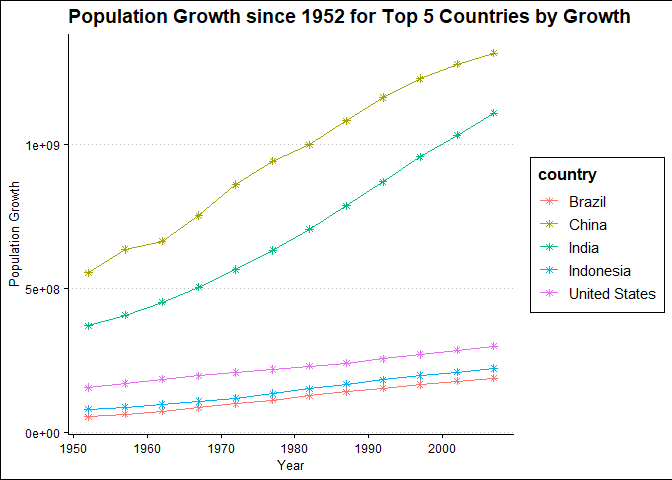 Population Growth since 1952 for Top 5 Countries by Growth
Population Growth
1e+09
5e+08
0e+00
1950 1960 1970 1980 1990 2000
Year
country
Brazil
China
India
Indonesia
United States